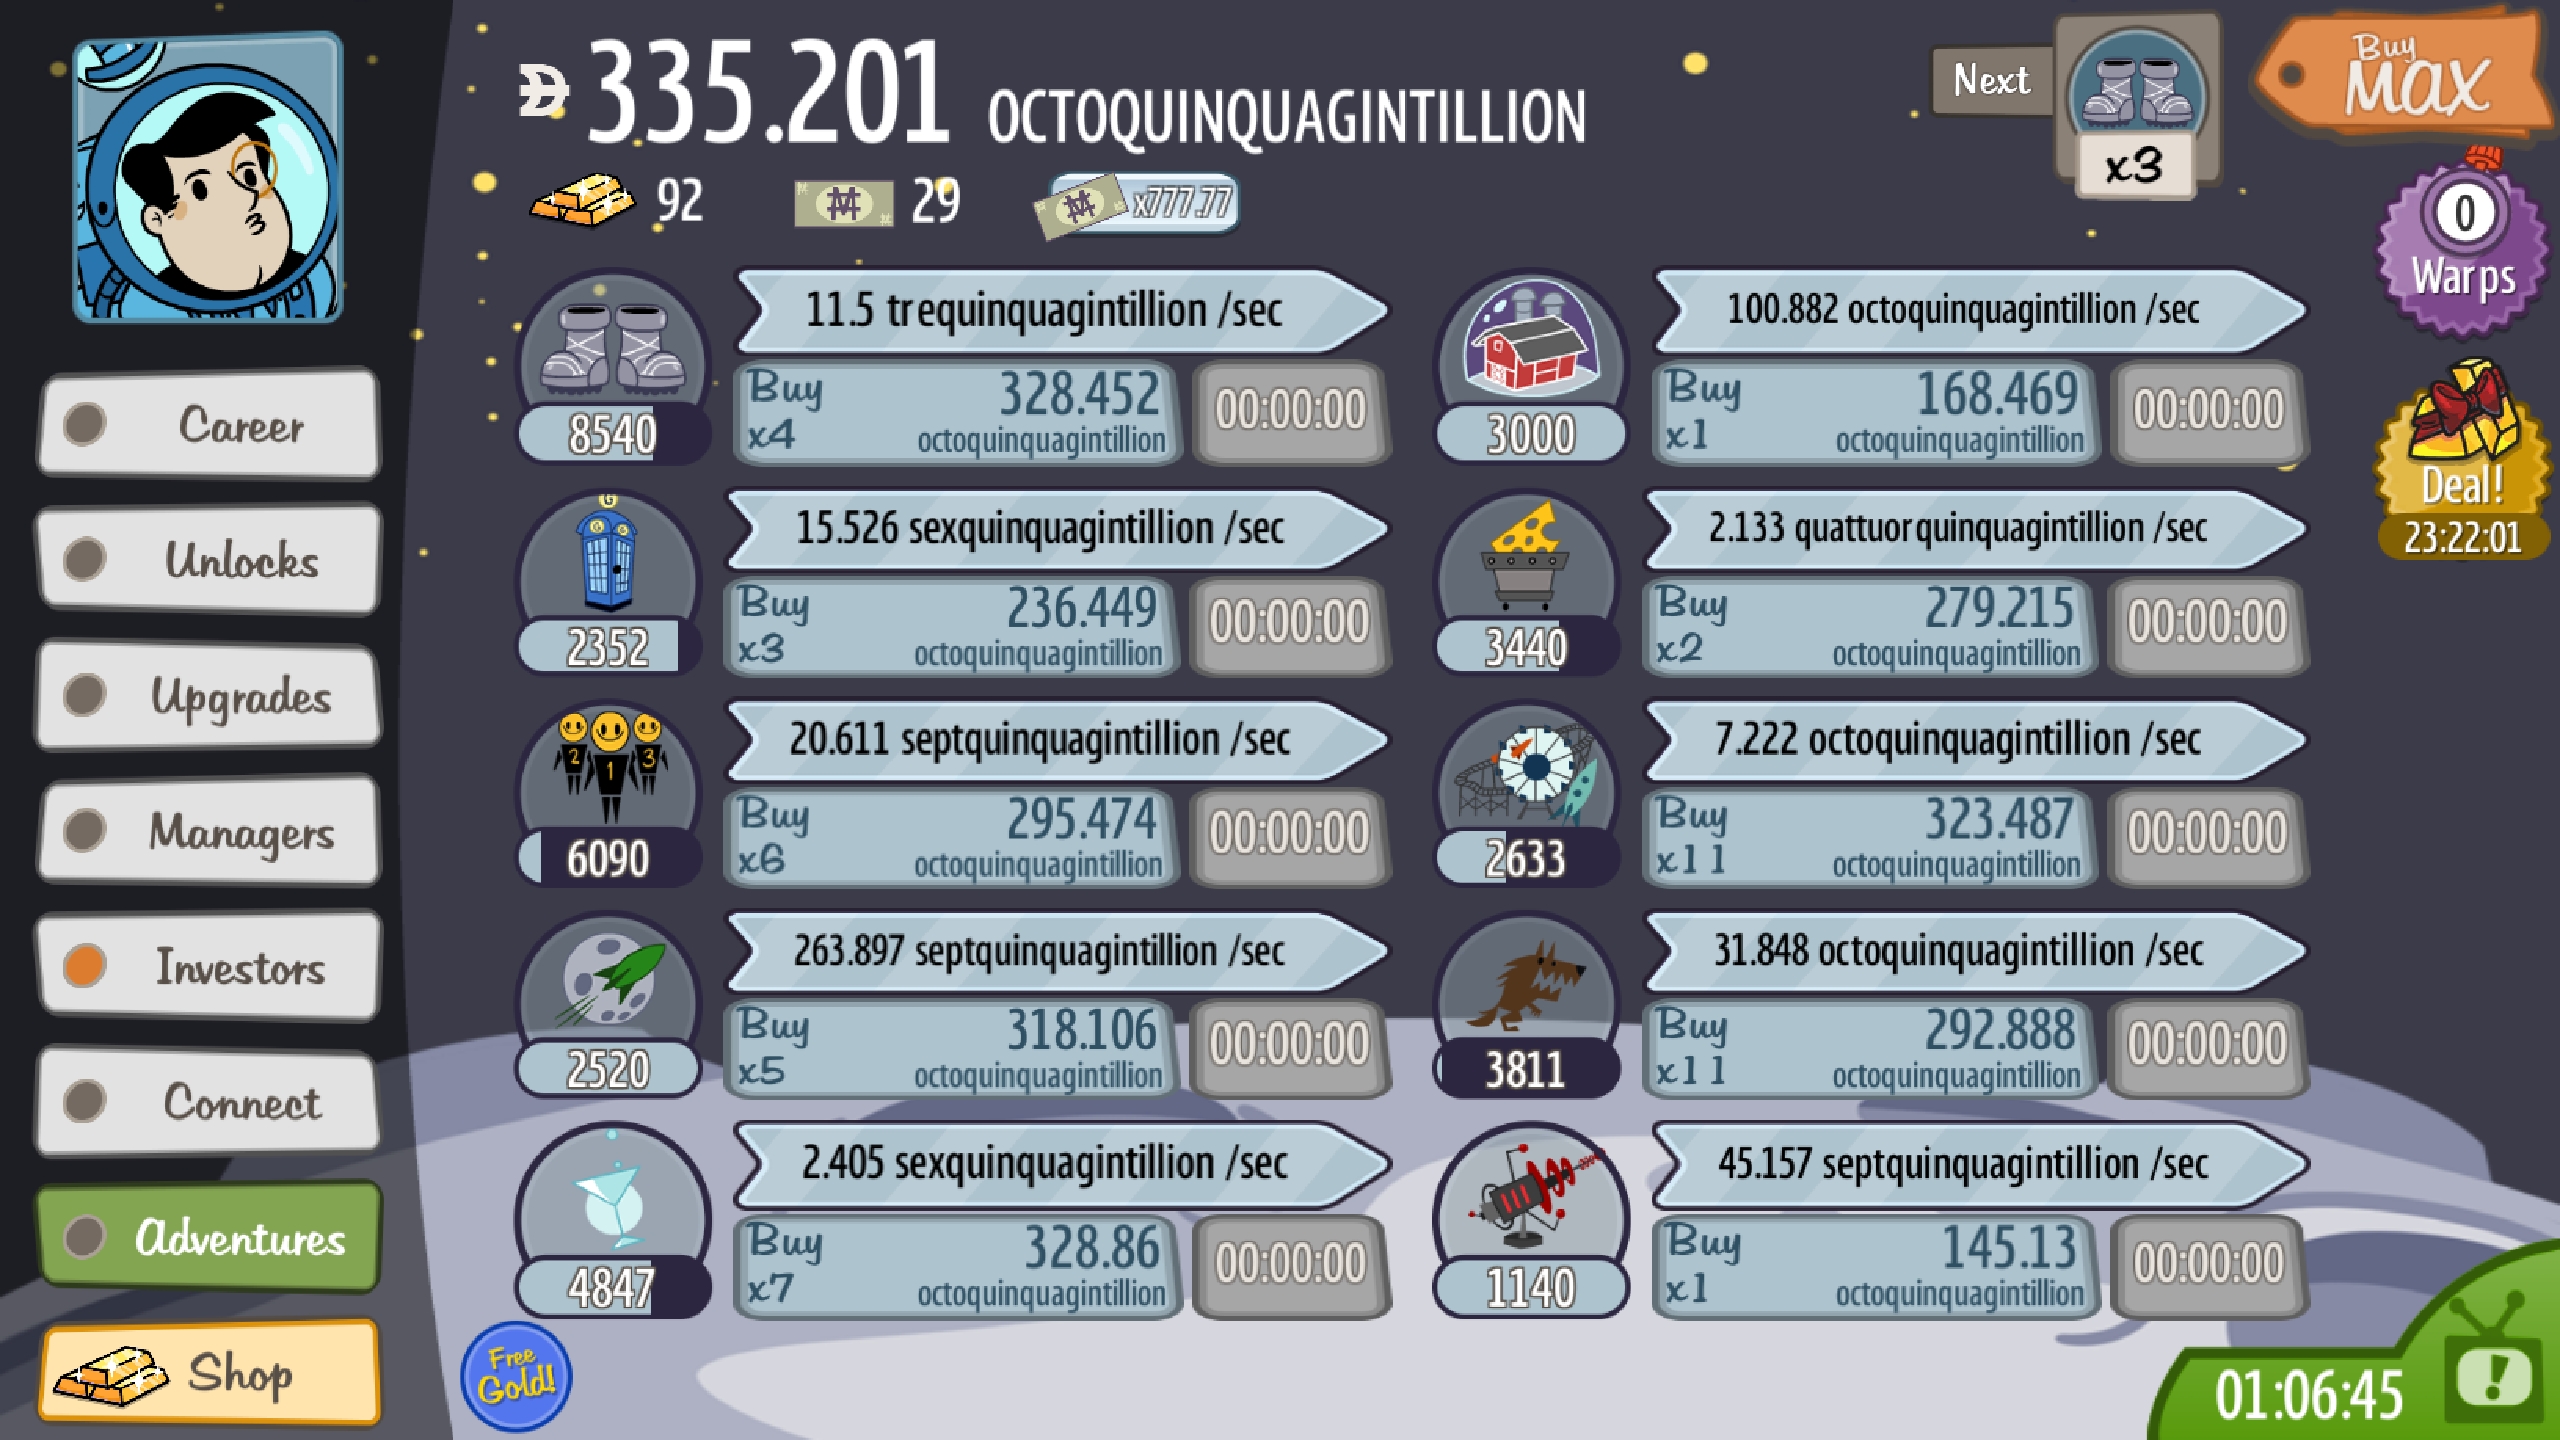 335.201 OCTOQUINQUAGINTILLION
Next
x3
Buy
MAX
92
29
x777.77
0
Warps
Deal!
23:22:01
Career
Unlocks
Upgrades
Managers
Investors
Connect
Adventures
Shop
11.5 trequinquagintillion /sec
8540
Buy
x4
328.452
octoquinquagintillion
00:00:00
100.882 octoquinquagintillion /sec
3000
Buy
x1
168.469
octoquinquagintillion
00:00:00
15.526 sexquinquagintillion /sec
G
2352
Buy
x3
236.449
octoquinquagintillion
00:00:00
2.133 quattuorquinquagintillion /sec
3440
Buy
x2
279.215
octoquinquagintillion
00:00:00
20.611 septquinquagintillion /sec
2 1 3
6090
Buy
x6
295.474
octoquinquagintillion
00:00:00
7.222 octoquinquagintillion /sec
2633
Buy
x11
323.487
octoquinquagintillion
00:00:00
263.897 septquinquagintillion /sec
2520
Buy
x5
318.106
octoquinquagintillion
00:00:00
31.848 octoquinquagintillion /sec
3811
Buy
x11
292.888
octoquinquagintillion
00:00:00
2.405 sexquinquagintillion /sec
4847
Buy
x7
328.86
octoquinquagintillion
00:00:00
45.157 septquinquagintillion /sec
1140
Buy
x1
145.13
octoquinquagintillion
00:00:00
Free
Gold!
01:06:45
!